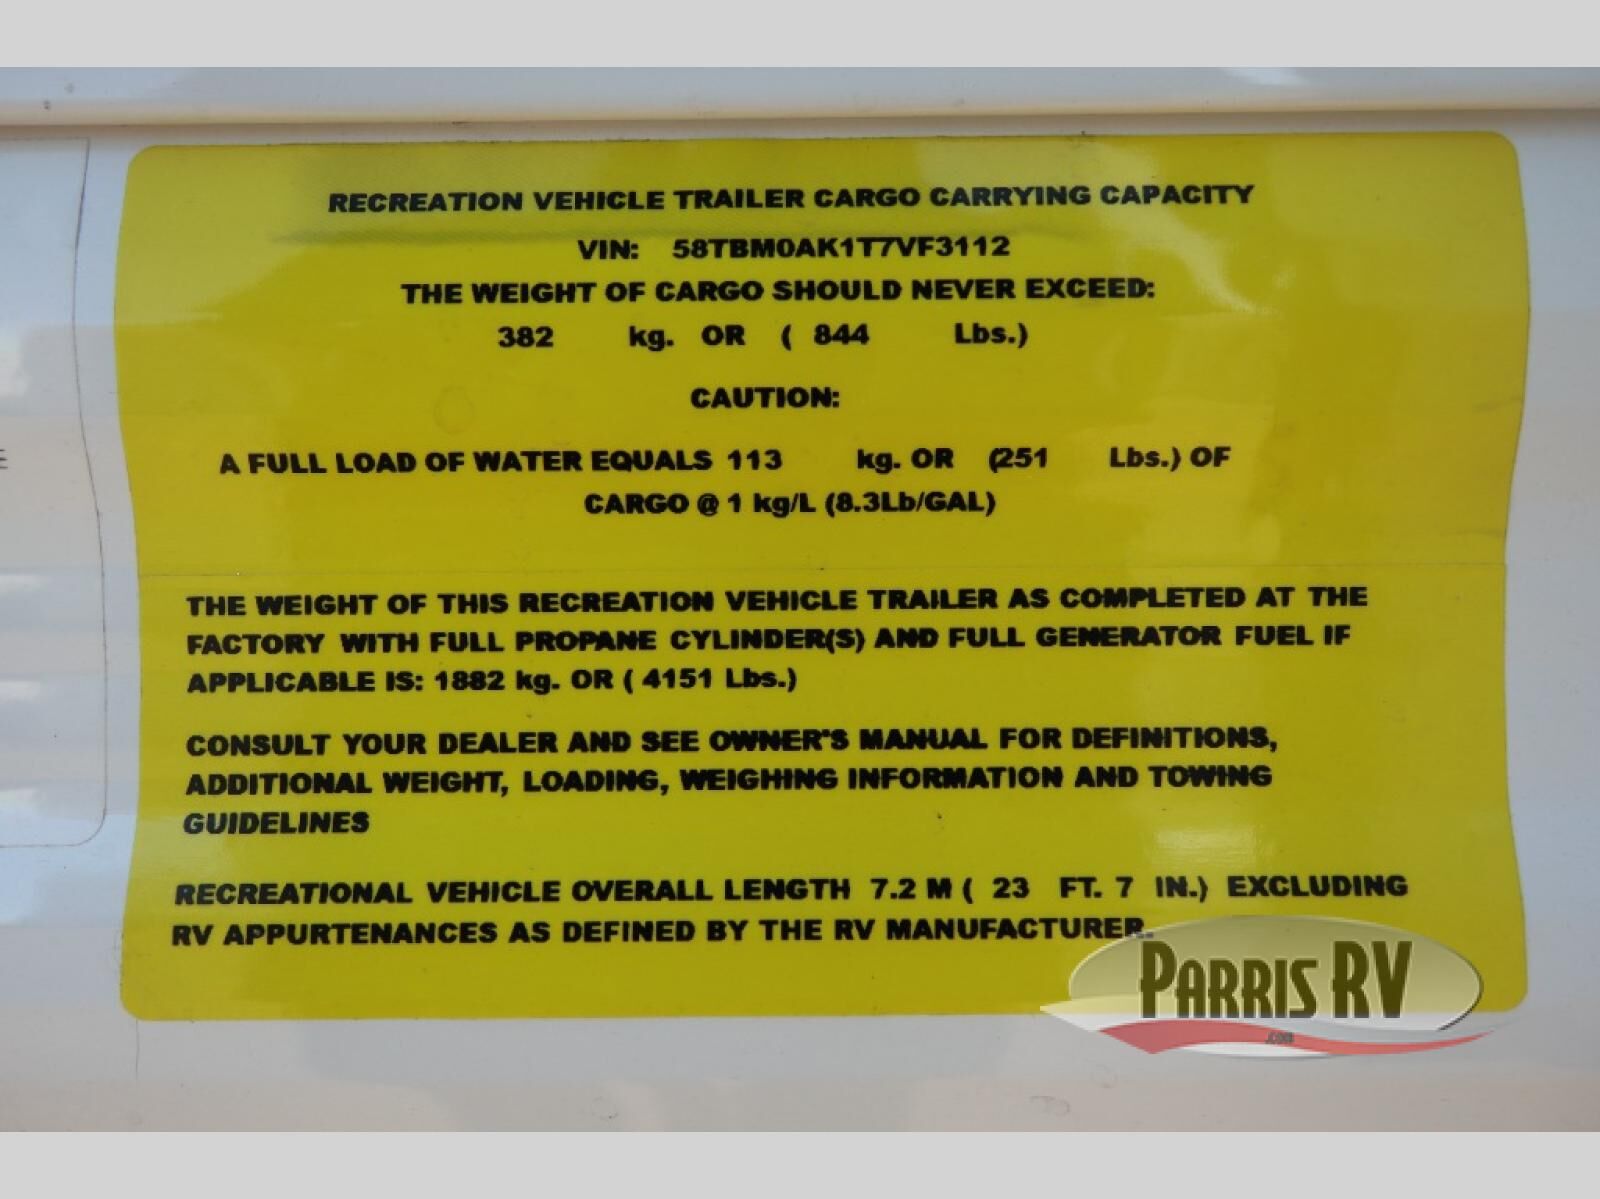 RECREATION VEHICLE TRAILER CARGO CARRYING CAPACITY
VIN: 58TBM0AK1T7VF3112
THE WEIGHT OF CARGO SHOULD NEVER EXCEED:
382 kg. OR ( 844 Lbs.)
CAUTION:
A FULL LOAD OF WATER EQUALS 113 kg. OR (251 Lbs.) OF
CARGO @ 1 kg/L (8.3Lb/GAL)
THE WEIGHT OF THIS RECREATION VEHICLE TRAILER AS COMPLETED AT THE
FACTORY WITH FULL PROPANE CYLINDER(S) AND FULL GENERATOR FUEL IF
APPLICABLE IS: 1882 kg. OR ( 4151 Lbs.)
CONSULT YOUR DEALER AND SEE OWNER'S MANUAL FOR DEFINITIONS,
ADDITIONAL WEIGHT, LOADING, WEIGHING INFORMATION AND TOWING
GUIDELINES
RECREATIONAL VEHICLE OVERALL LENGTH 7.2 M ( 23 FT. 7 IN.) EXCLUDING
RV APPURTENANCES AS DEFINED BY THE RV MANUFACTURER.
PARRIS RV
.com